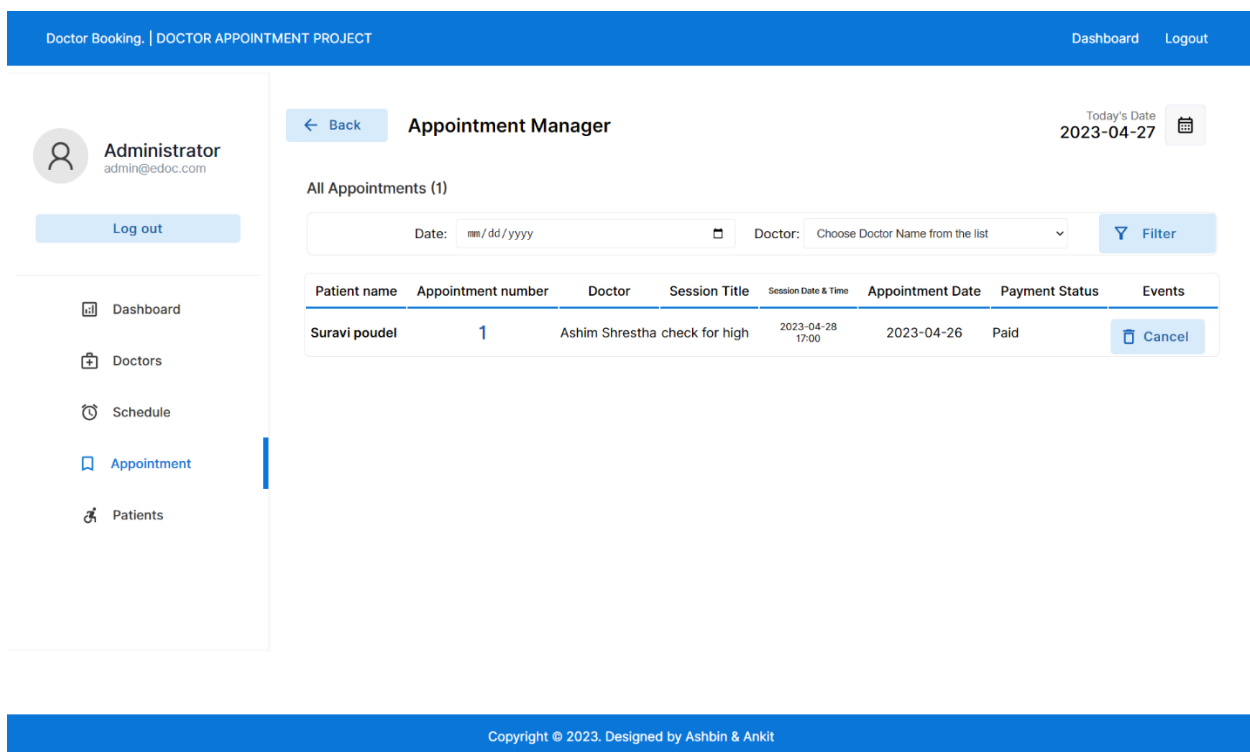 Doctor Booking. | DOCTOR APPOINTMENT PROJECT Dashboard Logout
Administrator
admin@edoc.com
Log out
Dashboard
Doctors
Schedule
Appointment
Patients
Back Appointment Manager Today's Date
2023-04-27
All Appointments (1)
Date: mm/dd/yyyy Doctor: Choose Doctor Name from the list Filter
Patient name Appointment number Doctor Session Title Session Date & Time Appointment Date Payment Status Events
Suravi poudel 1 Ashim Shrestha check for high 2023-04-28 2023-04-26 Paid Cancel
17:00
Copyright © 2023. Designed by Ashbin & Ankit